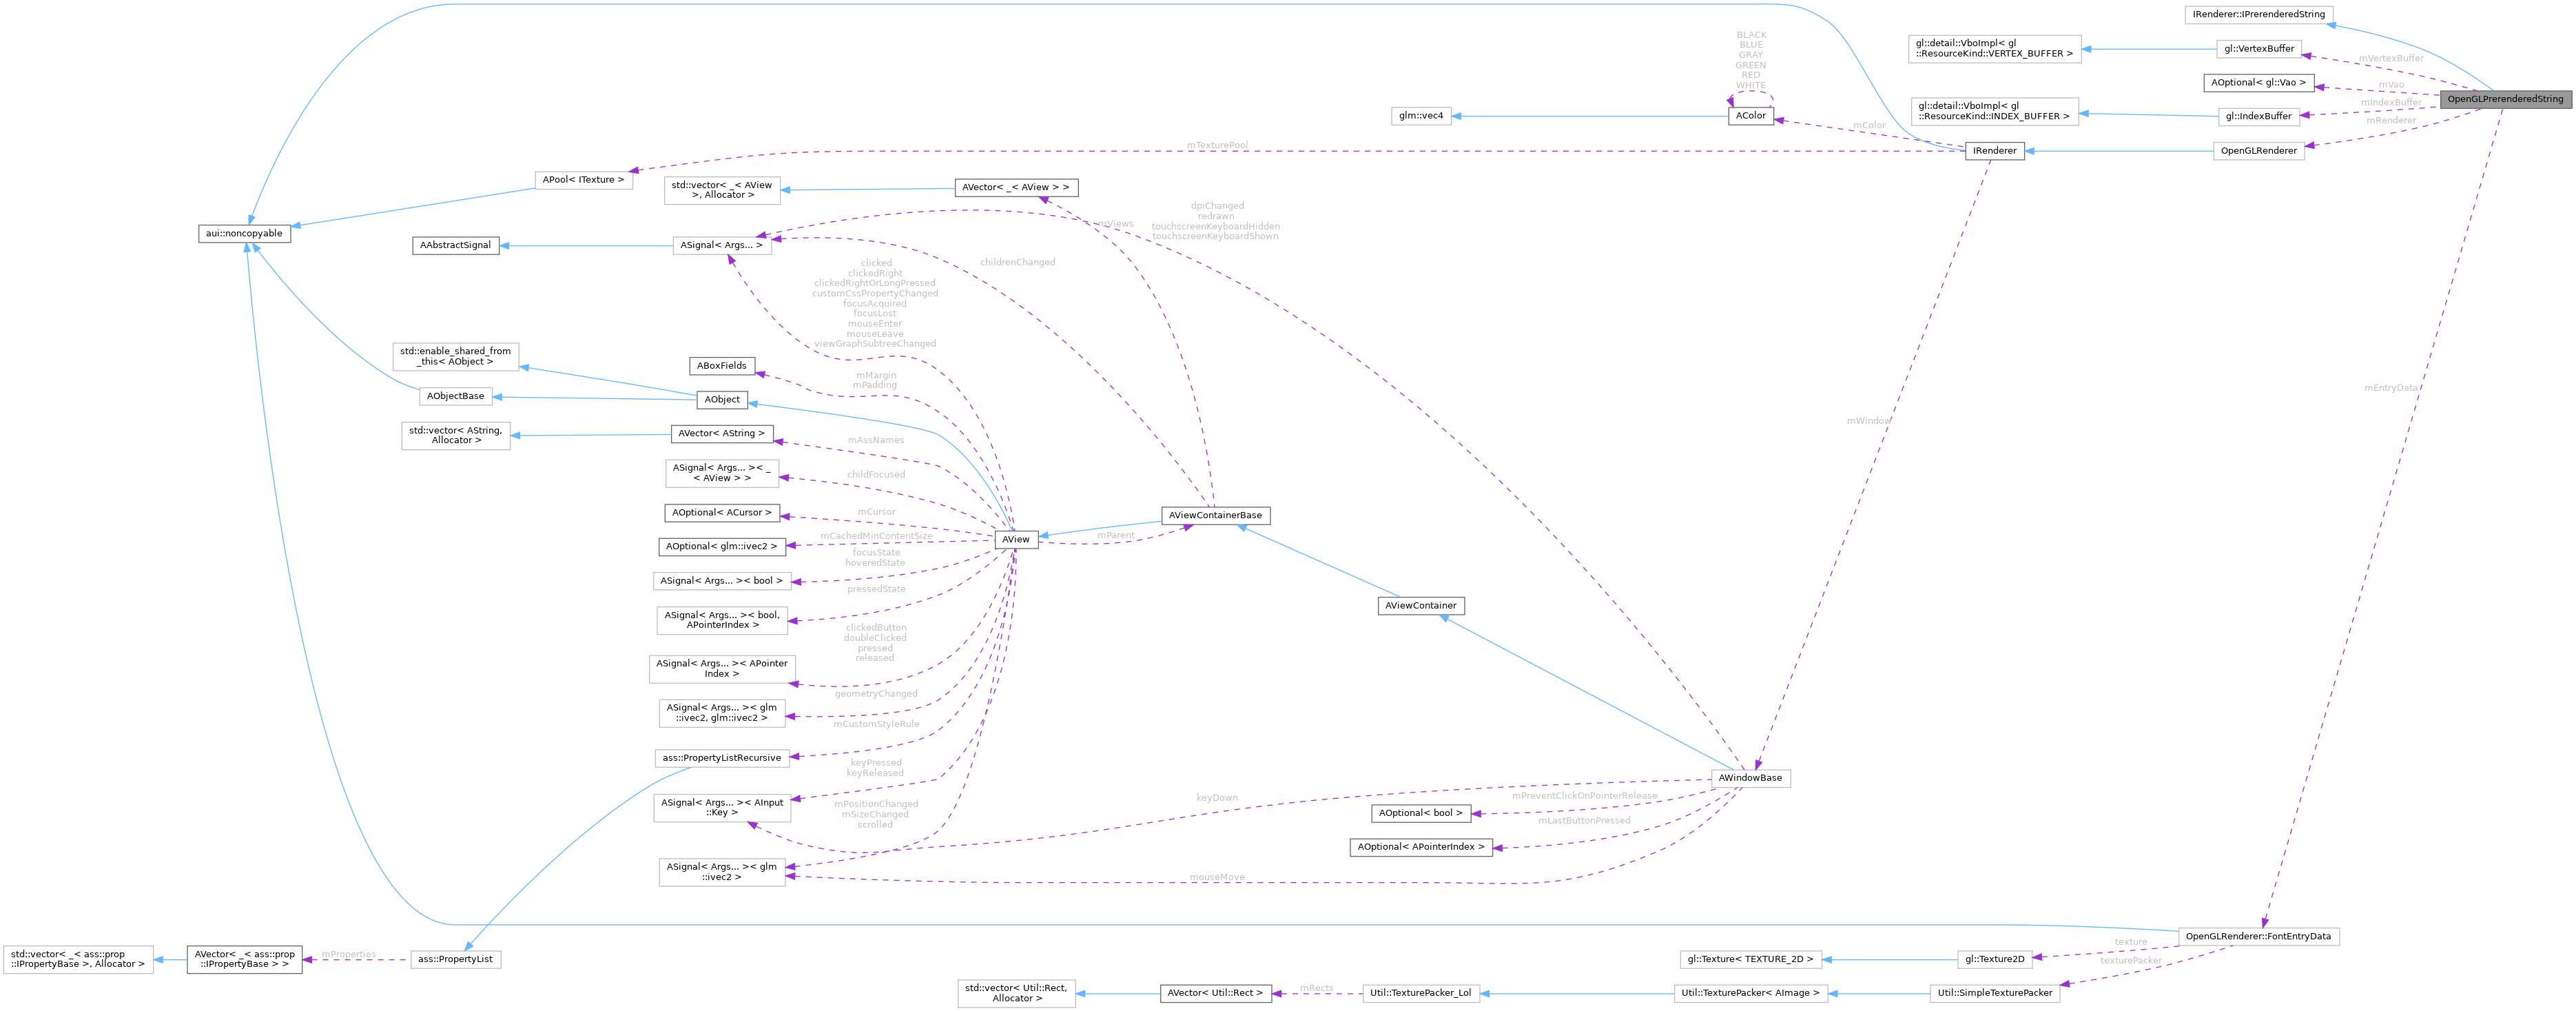 IRenderer::IPrerenderedString
BLACK
BLUE
GRAY
GREEN
RED
WHITE
gl::detail::VboImpl< gl
::ResourceKind::VERTEX_BUFFER >
gl::VertexBuffer
mVertexBuffer
AOptional< gl::Vao >
mVao
OpenGLPrerenderedString
gl::detail::VboImpl< gl
::ResourceKind::INDEX_BUFFER >
gl::IndexBuffer
mIndexBuffer
glm::vec4
AColor
mColor
mRenderer
mTexturePool
IRenderer
OpenGLRenderer
APool< ITexture >
std::vector< _< AView
>, Allocator >
AVector< _< AView > >
mViews
dpiChanged
redrawn
touchscreenKeyboardHidden
touchscreenKeyboardShown
aui::noncopyable
AAbstractSignal
ASignal< Args... >
childrenChanged
clicked
clickedRight
clickedRightOrLongPressed
customCssPropertyChanged
focusAcquired
focusLost
mouseEnter
mouseLeave
viewGraphSubtreeChanged
std::enable_shared_from
_this< AObject >
ABoxFields
mMargin
mPadding
AObjectBase
AObject
mEntryData
mWindow
std::vector< AString,
Allocator >
AVector< AString >
mAssNames
ASignal< Args... >< _
< AView > >
childFocused
AOptional< ACursor >
mCursor
AViewContainerBase
AOptional< glm::ivec2 >
mCachedMinContentSize
AView
mParent
ASignal< Args... >< bool >
focusState
hoveredState
ASignal< Args... >< bool,
APointerIndex >
pressedState
AViewContainer
ASignal< Args... >< APointer
Index >
clickedButton
doubleClicked
pressed
released
ASignal< Args... >< glm
::ivec2, glm::ivec2 >
geometryChanged
mCustomStyleRule
ass::PropertyListRecursive
keyPressed
keyReleased
AWindowBase
ASignal< Args... >< AInput
::Key >
keyDown
mPositionChanged
mSizeChanged
scrolled
AOptional< bool >
mPreventClickOnPointerRelease
AOptional< APointerIndex >
mLastButtonPressed
ASignal< Args... >< glm
::ivec2 >
mouseMove
OpenGLRenderer::FontEntryData
std::vector< _< ass::prop
::IPropertyBase >, Allocator >
AVector< _< ass::prop
::IPropertyBase > >
mProperties
ass::PropertyList
gl::Texture< TEXTURE_2D >
gl::Texture2D
texture
texturePacker
std::vector< Util::Rect,
Allocator >
AVector< Util::Rect >
mRects
Util::TexturePacker_Lol
Util::TexturePacker< AImage >
Util::SimpleTexturePacker